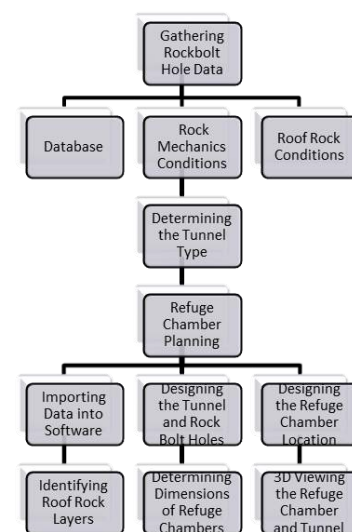 Gathering
Rockbolt
Hole Data
Database
Rock
Mechanics
Conditions
Roof Rock
Conditions
Determining
the Tunnel
Type
Refuge
Chamber
Planning
Importing
Data into
Software
Designing
the Tunnel
and Rock
Bolt Holes
Designing
the Refuge
Chamber
Location
Identifying
Roof Rock
Layers
Determining
Dimensions
of Refuge
Chambers
3D Viewing
the Refuge
Chamber
and Tunnel